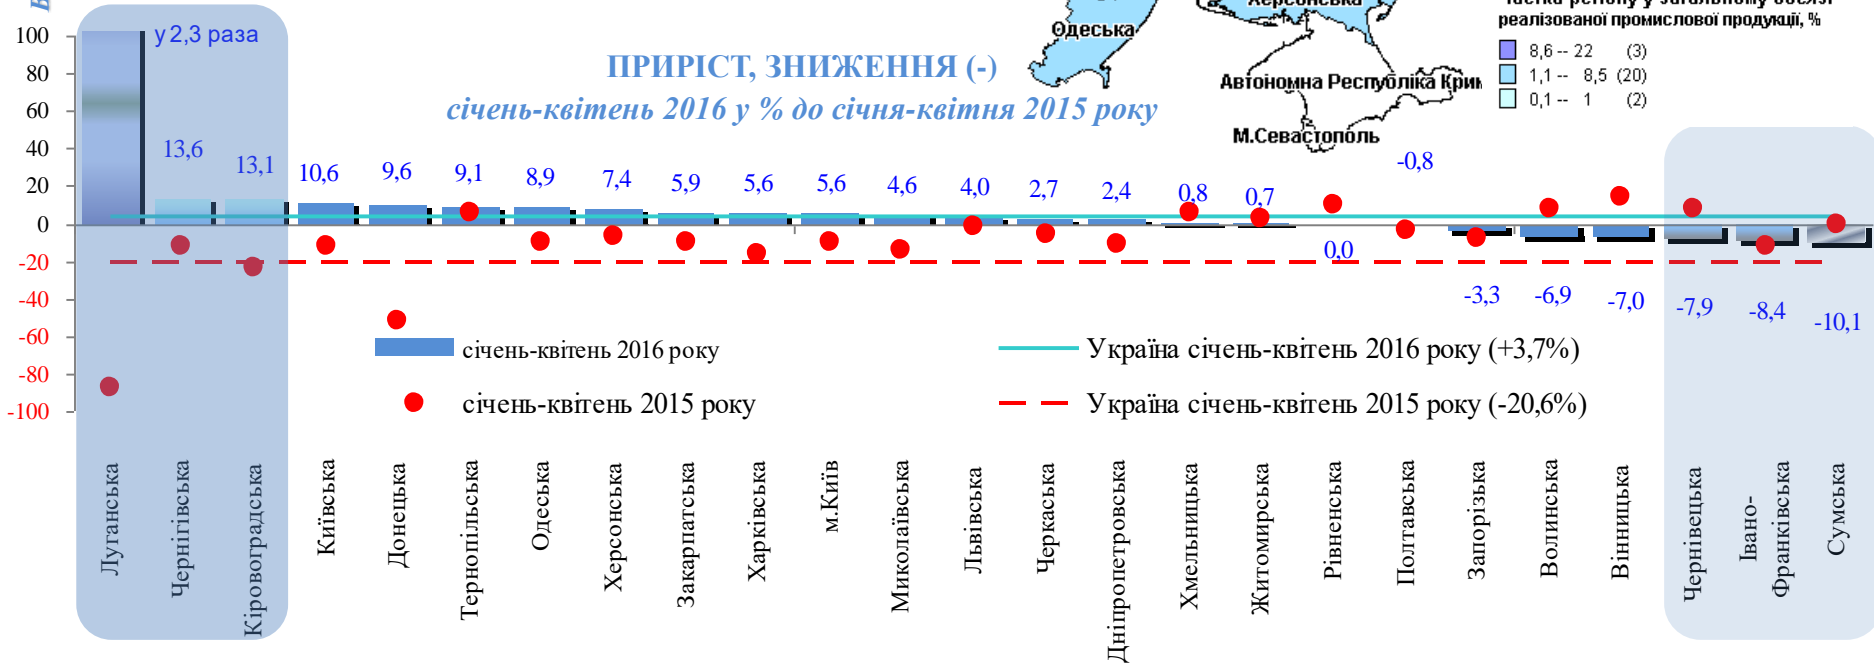 Херсонська
Одеська
Автономна Республіка Крим
М.Севастополь
реалізованої промислової продукції, %
8,6 -- 22 (3)
1,1 -- 8,5 (20)
0,1 -- 1 (2)
ПРИРІСТ, ЗНИЖЕННЯ (-)
січень-квітень 2016 у % до січня-квітня 2015 року
100
80
60
40
20
0
-20
-40
-60
-80
-100
у 2,3 раза
13,6
13,1
10,6
9,6
9,1
8,9
7,4
5,9
5,6
5,6
4,6
4,0
2,7
2,4
0,8
0,7
0,0
-0,8
-3,3
-6,9
-7,0
-7,9
-8,4
-10,1
січень-квітень 2016 року
Україна січень-квітень 2016 року (+3,7%)
січень-квітень 2015 року
Україна січень-квітень 2015 року (-20,6%)
Луганська
Чернігівська
Кіровоградська
Київська
Донецька
Тернопільська
Одеська
Херсонська
Закарпатська
Харківська
м.Київ
Миколаївська
Львівська
Черкаська
Дніпропетровська
Хмельницька
Житомирська
Рівненська
Полтавська
Запорізька
Волинська
Вінницька
Чернівецька
Івано-
Франківська
Сумська